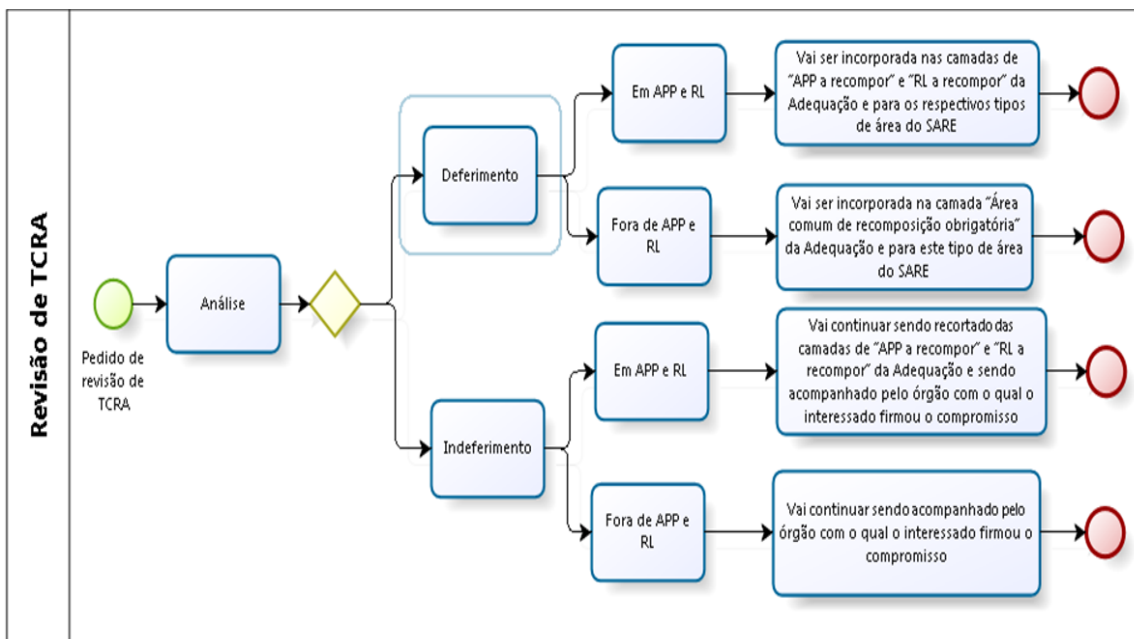 Revisão de TCRA
Pedido de
revisão de
TCRA
Análise
Deferimento
Em APP e RL
Vai ser incorporada nas camadas de
"APP a recompor" e "RL a recompor" da
Adequação e para os respectivos tipos
de área do SARE
Fora de APP e
RL
Vai ser incorporada na camada "Área
comum de recomposição obrigatória"
da Adequação e para este tipo de área
do SARE
Indeferimento
Em APP e RL
Vai continuar sendo recortado das
camadas de "APP a recompor" e "RL a
recompor" da Adequação e sendo
acompanhado pelo órgão com o qual o
interessado firmou o compromisso
Fora de APP e
RL
Vai continuar sendo acompanhado pelo
órgão com o qual o interessado firmou o
compromisso